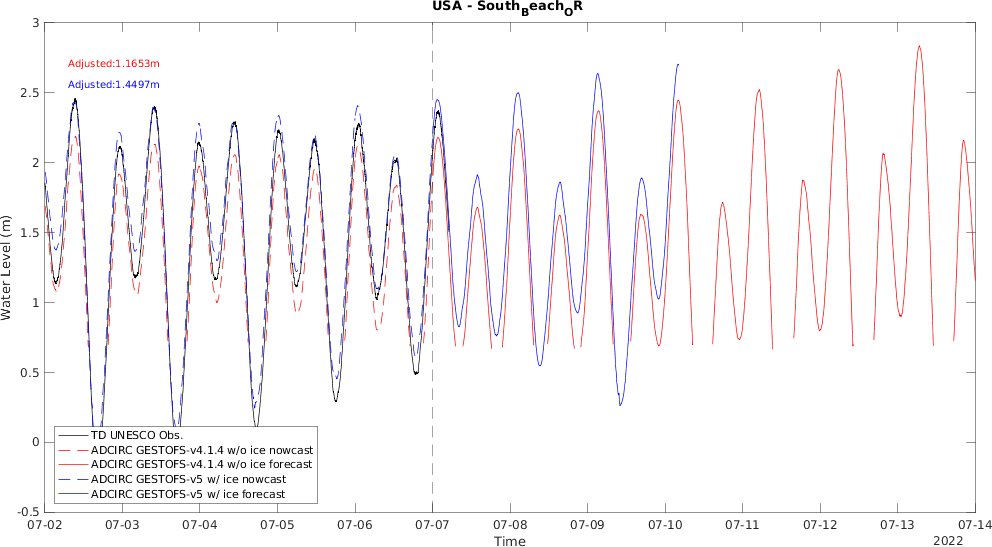 USA - South_Beach_OR
Adjusted:1.1653m
Adjusted:1.4497m
3
2.5
2
1.5
1
0.5
0
-0.5
Water Level (m)
TD UNESCO Obs.
ADCIRC GESTOFS-v4.1.4 w/o ice nowcast
ADCIRC GESTOFS-v4.1.4 w/o ice forecast
ADCIRC GESTOFS-v5 w/ ice nowcast
ADCIRC GESTOFS-v5 w/ ice forecast
07-02 07-03 07-04 07-05 07-06 07-07 07-08 07-09 07-10 07-11 07-12 07-13 07-14
Time
2022